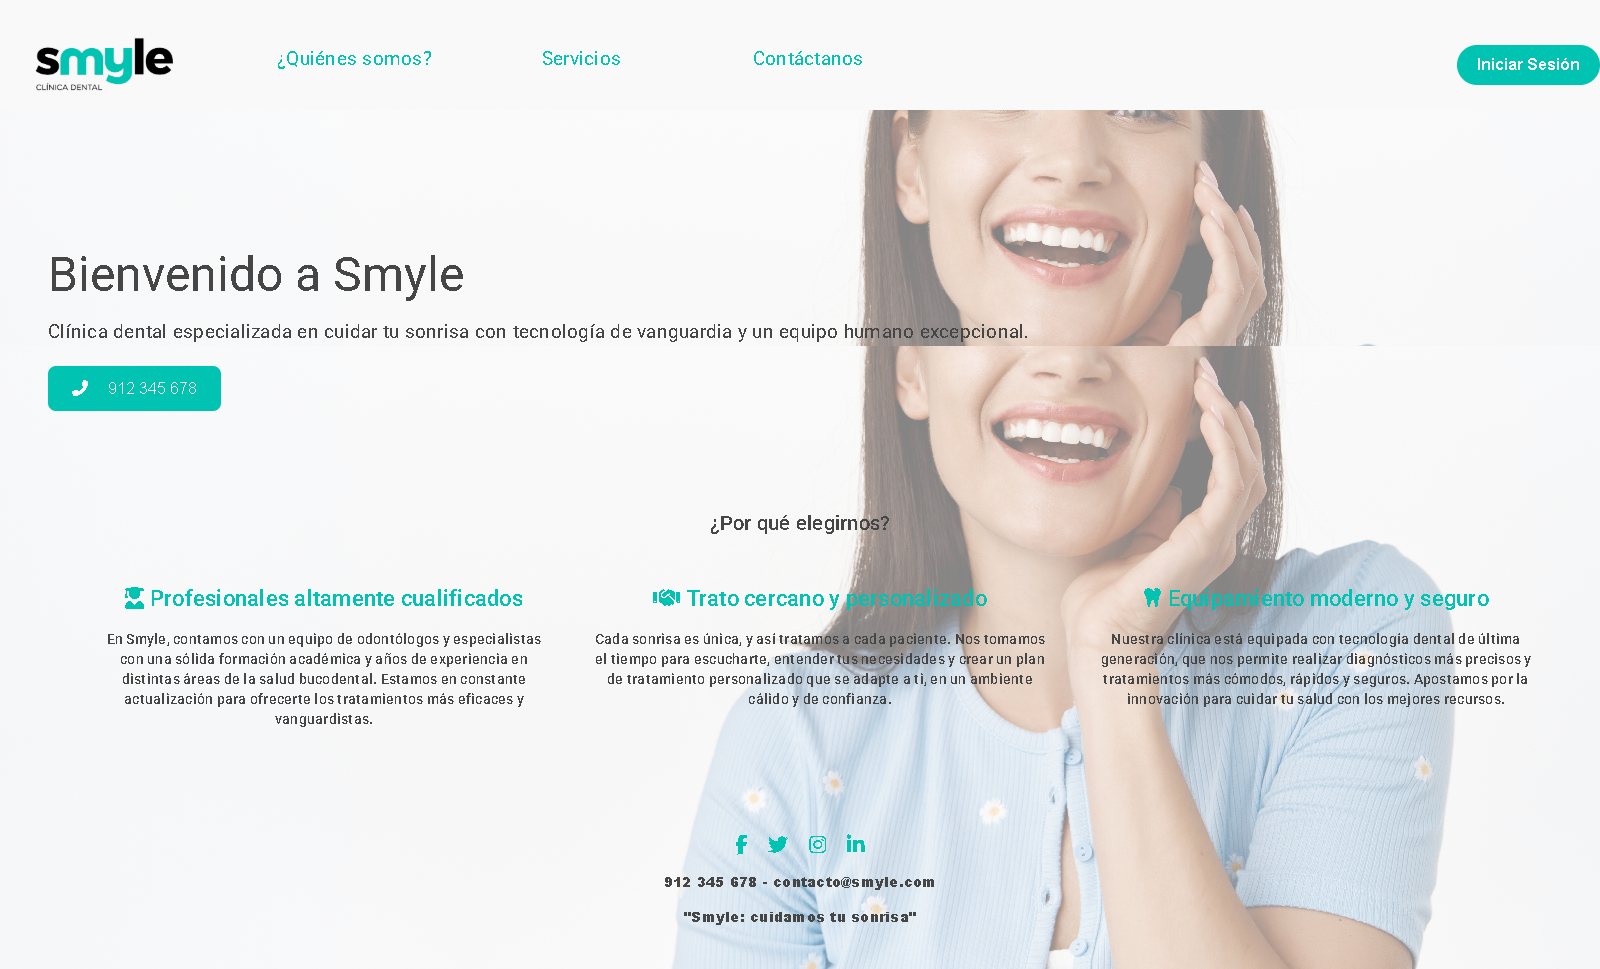 smyle
CLÍNICA DENTAL
¿Quiénes somos?
Servicios
Contáctanos
Iniciar Sesión
Bienvenido a Smyle
Clínica dental especializada en cuidar tu sonrisa con tecnología de vanguardia y un equipo humano excepcional.
912 345 678
¿Por qué elegirnos?
Profesionales altamente cualificados
En Smyle, contamos con un equipo de odontólogos y especialistas
con una sólida formación académica y años de experiencia en
distintas áreas de la salud bucodental. Estamos en constante
actualización para ofrecerte los tratamientos más eficaces y
vanguardistas.
Trato cercano y personalizado
Cada sonrisa es única, y así tratamos a cada paciente. Nos tomamos
el tiempo para escucharte, entender tus necesidades y crear un plan
de tratamiento personalizado que se adapte a ti, en un ambiente
cálido y de confianza.
Equipamiento moderno y seguro
Nuestra clínica está equipada con tecnología dental de última
generación, que nos permite realizar diagnósticos más precisos y
tratamientos más cómodos, rápidos y seguros. Apostamos por la
innovación para cuidar tu salud con los mejores recursos.
912 345 678 - contacto@smyle.com
"Smyle: cuidamos tu sonrisa"